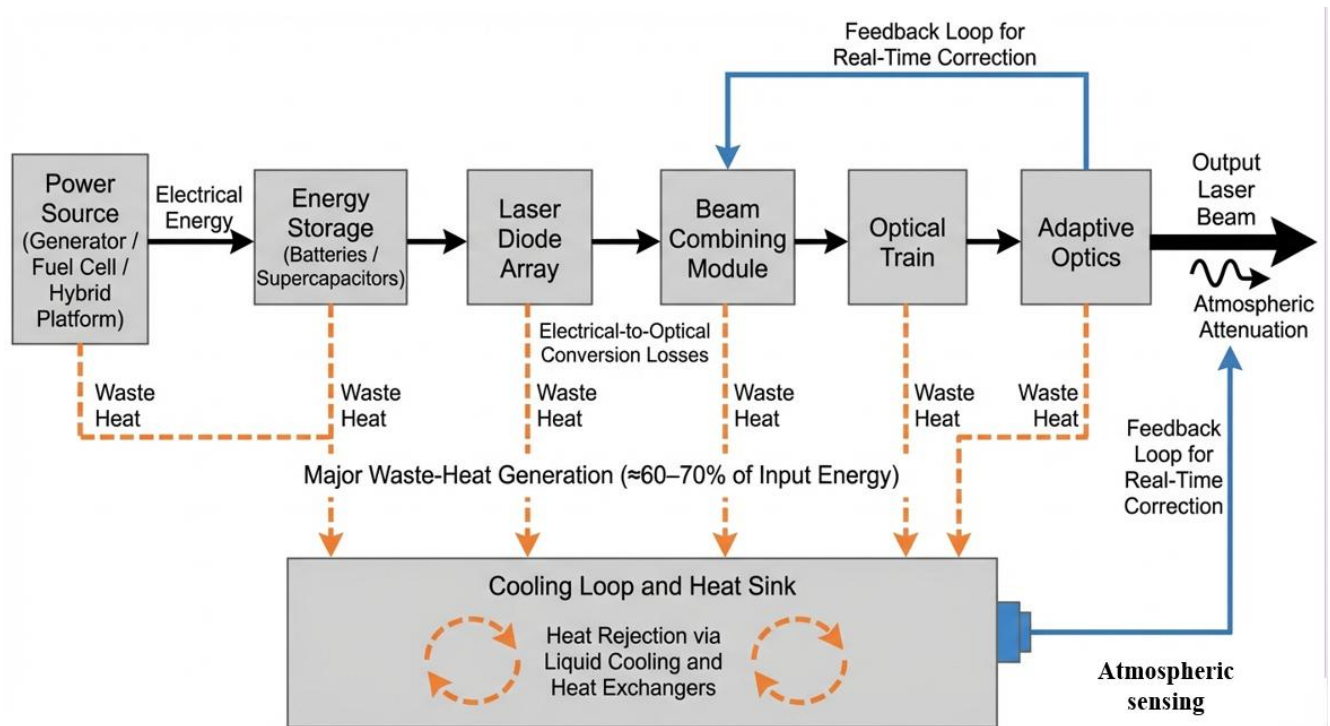 Feedback Loop for
Real-Time Correction
Power
Source
(Generator /
Fuel Cell /
Hybrid
Platform)
Electrical
Energy
Energy
Storage
(Batteries /
Supercapacitors)
Laser
Diode
Array
Beam
Combining
Module
Optical
Train
Adaptive
Optics
Output
Laser
Beam
Atmospheric
Attenuation
Electrical-to-Optical
Conversion Losses
Waste
Heat
Waste
Heat
Waste
Heat
Waste
Heat
Waste
Heat
Waste
Heat
Feedback
Loop for
Real-Time
Correction
Major Waste-Heat Generation (≈60–70% of Input Energy)
Cooling Loop and Heat Sink
Heat Rejection via
Liquid Cooling and
Heat Exchangers
Atmospheric
sensing